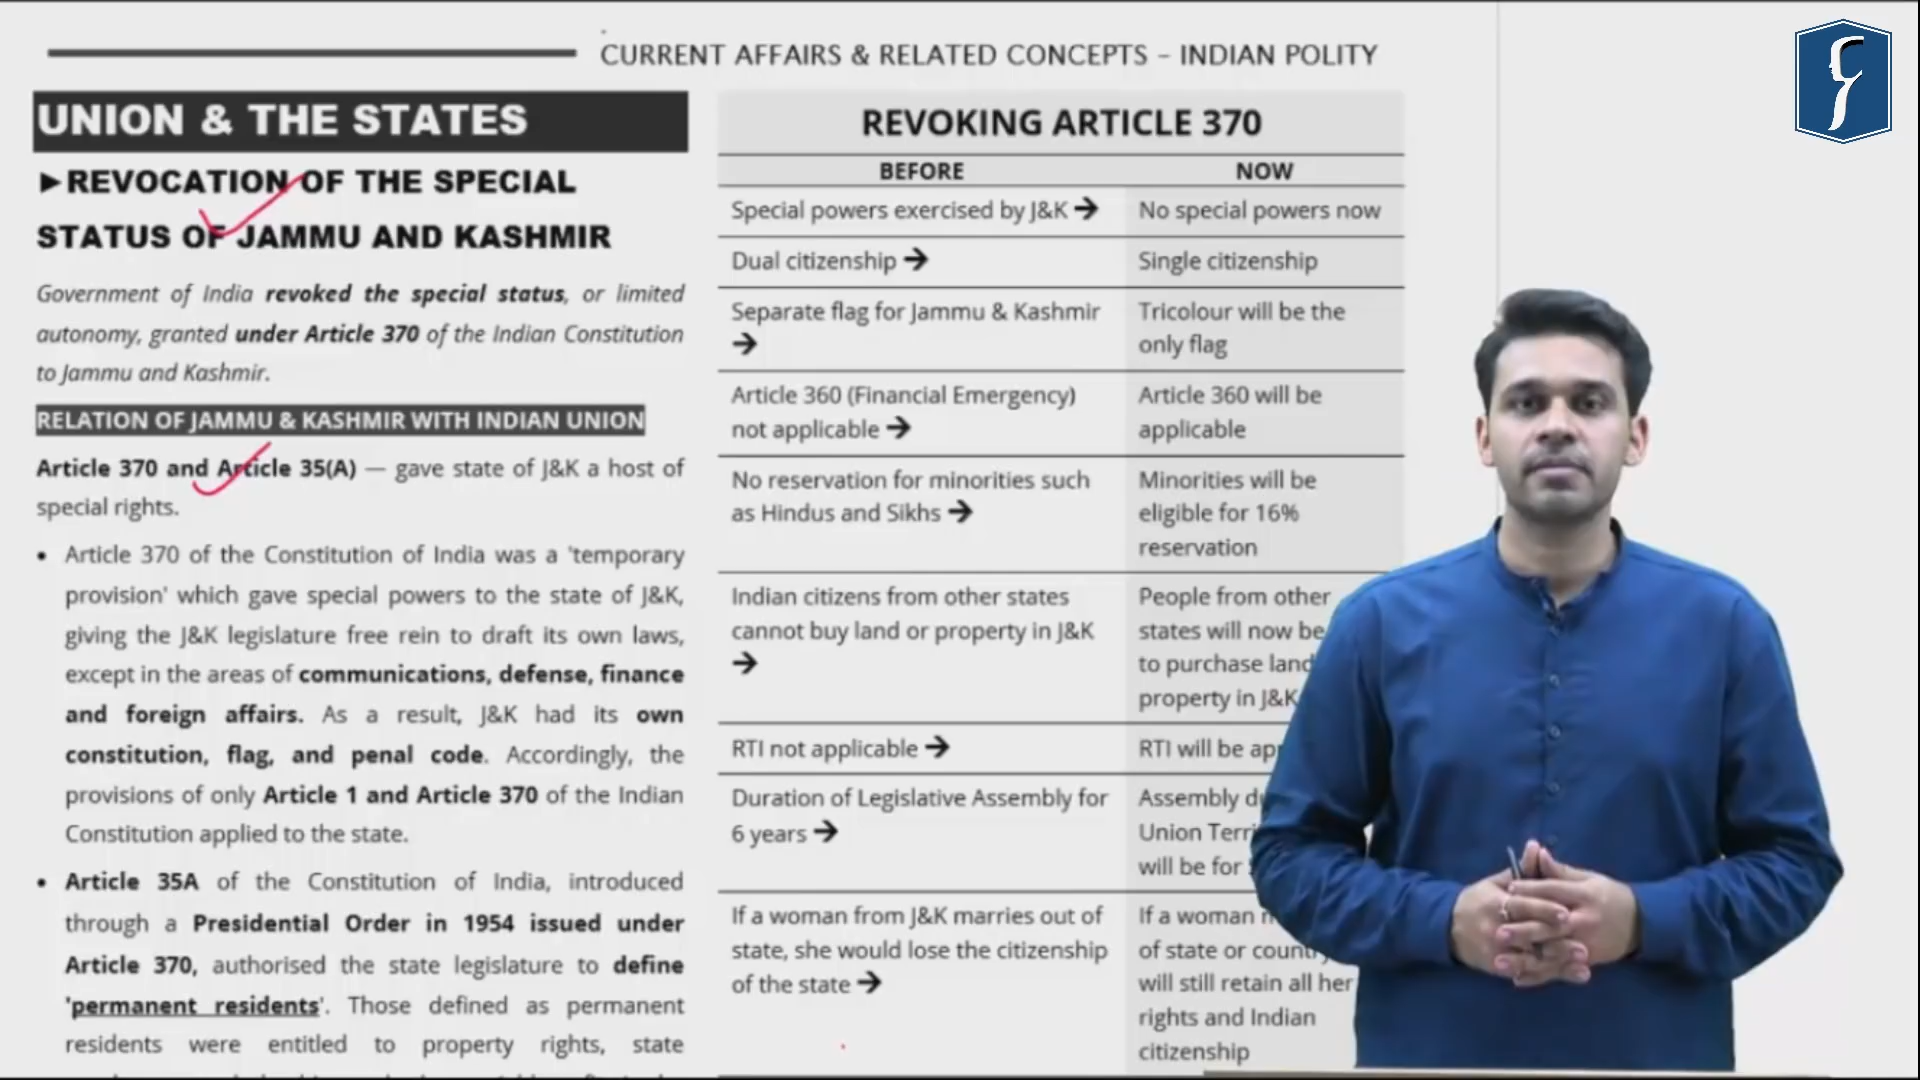 CURRENT AFFAIRS & RELATED CONCEPTS – INDIAN POLITY
UNION & THE STATES
►REVOCATION OF THE SPECIAL
STATUS OF JAMMU AND KASHMIR
Government of India revoked the special status, or limited
autonomy, granted under Article 370 of the Indian Constitution
to Jammu and Kashmir.
RELATION OF JAMMU & KASHMIR WITH INDIAN UNION
Article 370 and Article 35(A) — gave state of J&K a host of
special rights.
• Article 370 of the Constitution of India was a 'temporary
provision' which gave special powers to the state of J&K,
giving the J&K legislature free rein to draft its own laws,
except in the areas of communications, defense, finance
and foreign affairs. As a result, J&K had its own
constitution, flag, and penal code. Accordingly, the
provisions of only Article 1 and Article 370 of the Indian
Constitution applied to the state.
• Article 35A of the Constitution of India, introduced
through a Presidential Order in 1954 issued under
Article 370, authorised the state legislature to define
'permanent residents'. Those defined as permanent
residents were entitled to property rights, state
REVOKING ARTICLE 370
BEFORE NOW
Special powers exercised by J&K → No special powers now
Dual citizenship → Single citizenship
Separate flag for Jammu & Kashmir Tricolour will be the
→ only flag
Article 360 (Financial Emergency) Article 360 will be
not applicable → applicable
No reservation for minorities such Minorities will be
as Hindus and Sikhs → eligible for 16%
reservation
Indian citizens from other states People from other
cannot buy land or property in J&K states will now be
→ to purchase land
property in J&K
RTI not applicable → RTI will be
Duration of Legislative Assembly for Assembly
6 years → Union
will be for
If a woman from J&K marries out of If a woman
state, she would lose the citizenship of state or country
of the state → will still retain all her
rights and Indian
citizenship